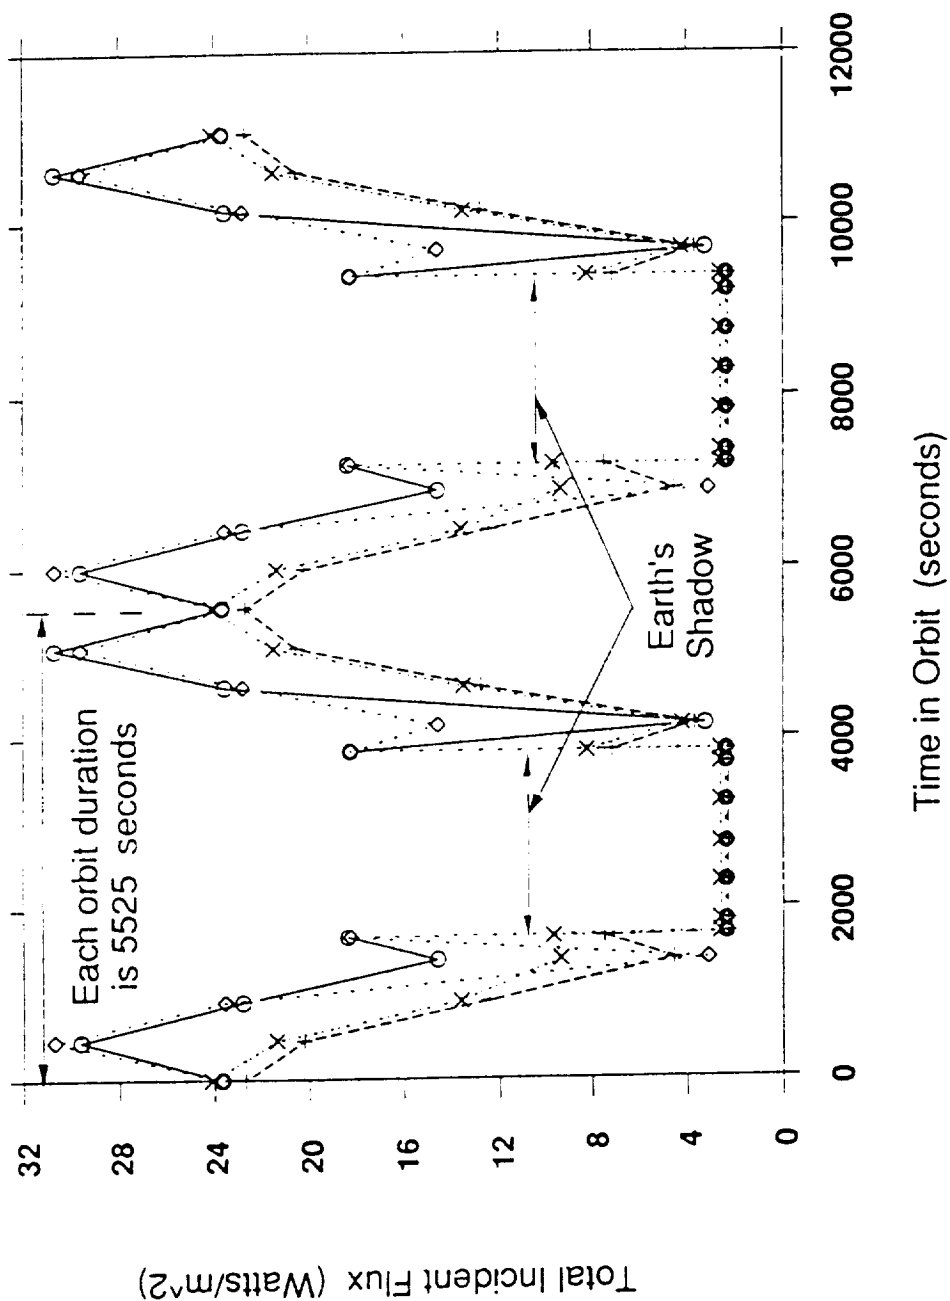 Total Incident Flux (Watts/m^2)
32
28
24
20
16
12
8
4
0
Each orbit duration
is 5525 seconds
Earth's
Shadow
0
2000
4000
6000
8000
10000
12000
Time in Orbit (seconds)